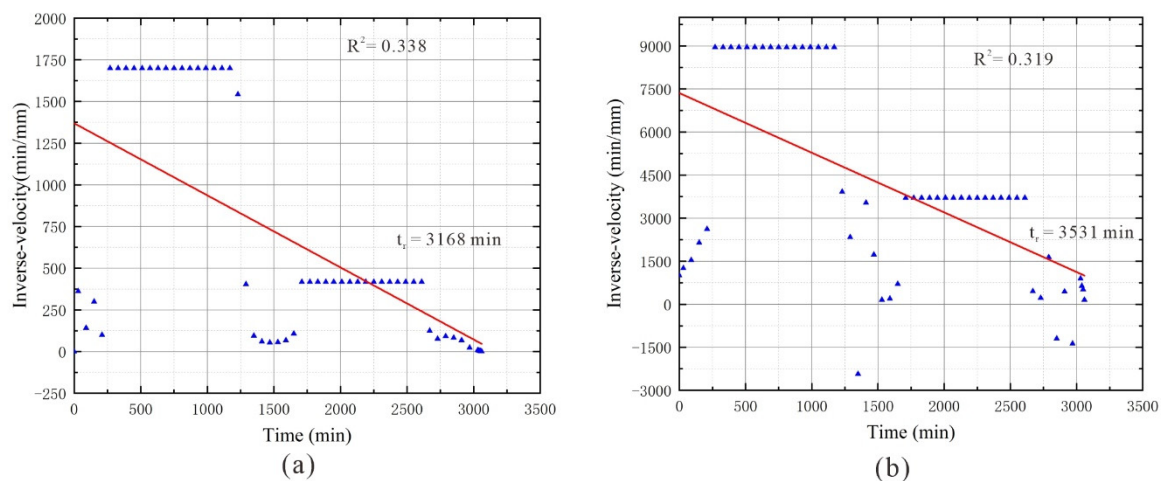 2000
1750
1500
1250
1000
750
500
250
0
−250
Inverse-velocity(min/mm)
R²= 0.338
tᵣ = 3168 min
0 500 1000 1500 2000 2500 3000 3500
Time (min)
(a)
9000
7500
6000
4500
3000
1500
0
−1500
−3000
Inverse-velocity (min/mm)
R²= 0.319
tᵣ = 3531 min
0 500 1000 1500 2000 2500 3000 3500
Time (min)
(b)